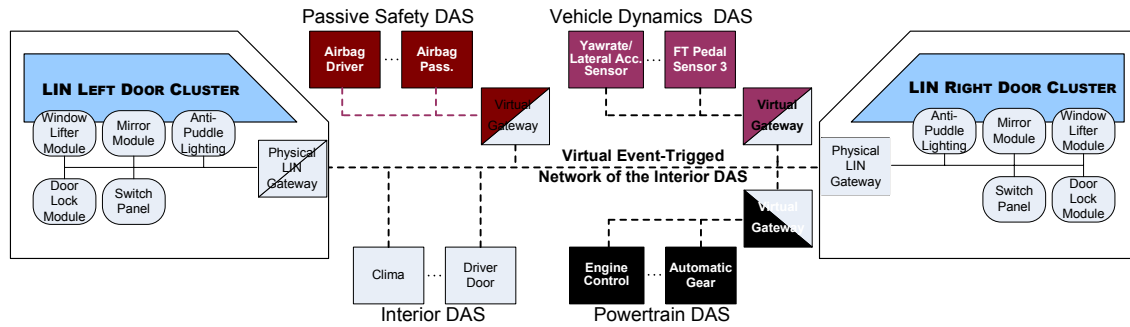 Passive Safety DAS
Vehicle Dynamics DAS
Airbag
Driver
...
Airbag
Pass.
Yawrate/
Lateral Acc.
Sensor
...
FT Pedal
Sensor 3
LIN LEFT DOOR CLUSTER
LIN RIGHT DOOR CLUSTER
Window
Lifter
Module
Mirror
Module
Anti-
Puddle
Lighting
Door
Lock
Module
Switch
Panel
Physical
LIN
Gateway
Virtual
Gateway
Virtual
Gateway
Virtual Event-Trigged
Network of the Interior DAS
Virtual
Gateway
Physical
LIN
Gateway
Anti-
Puddle
Lighting
Mirror
Module
Window
Lifter
Module
Switch
Panel
Door
Lock
Module
Clima
...
Driver
Door
Engine
Control
...
Automatic
Gear
Interior DAS
Powertrain DAS